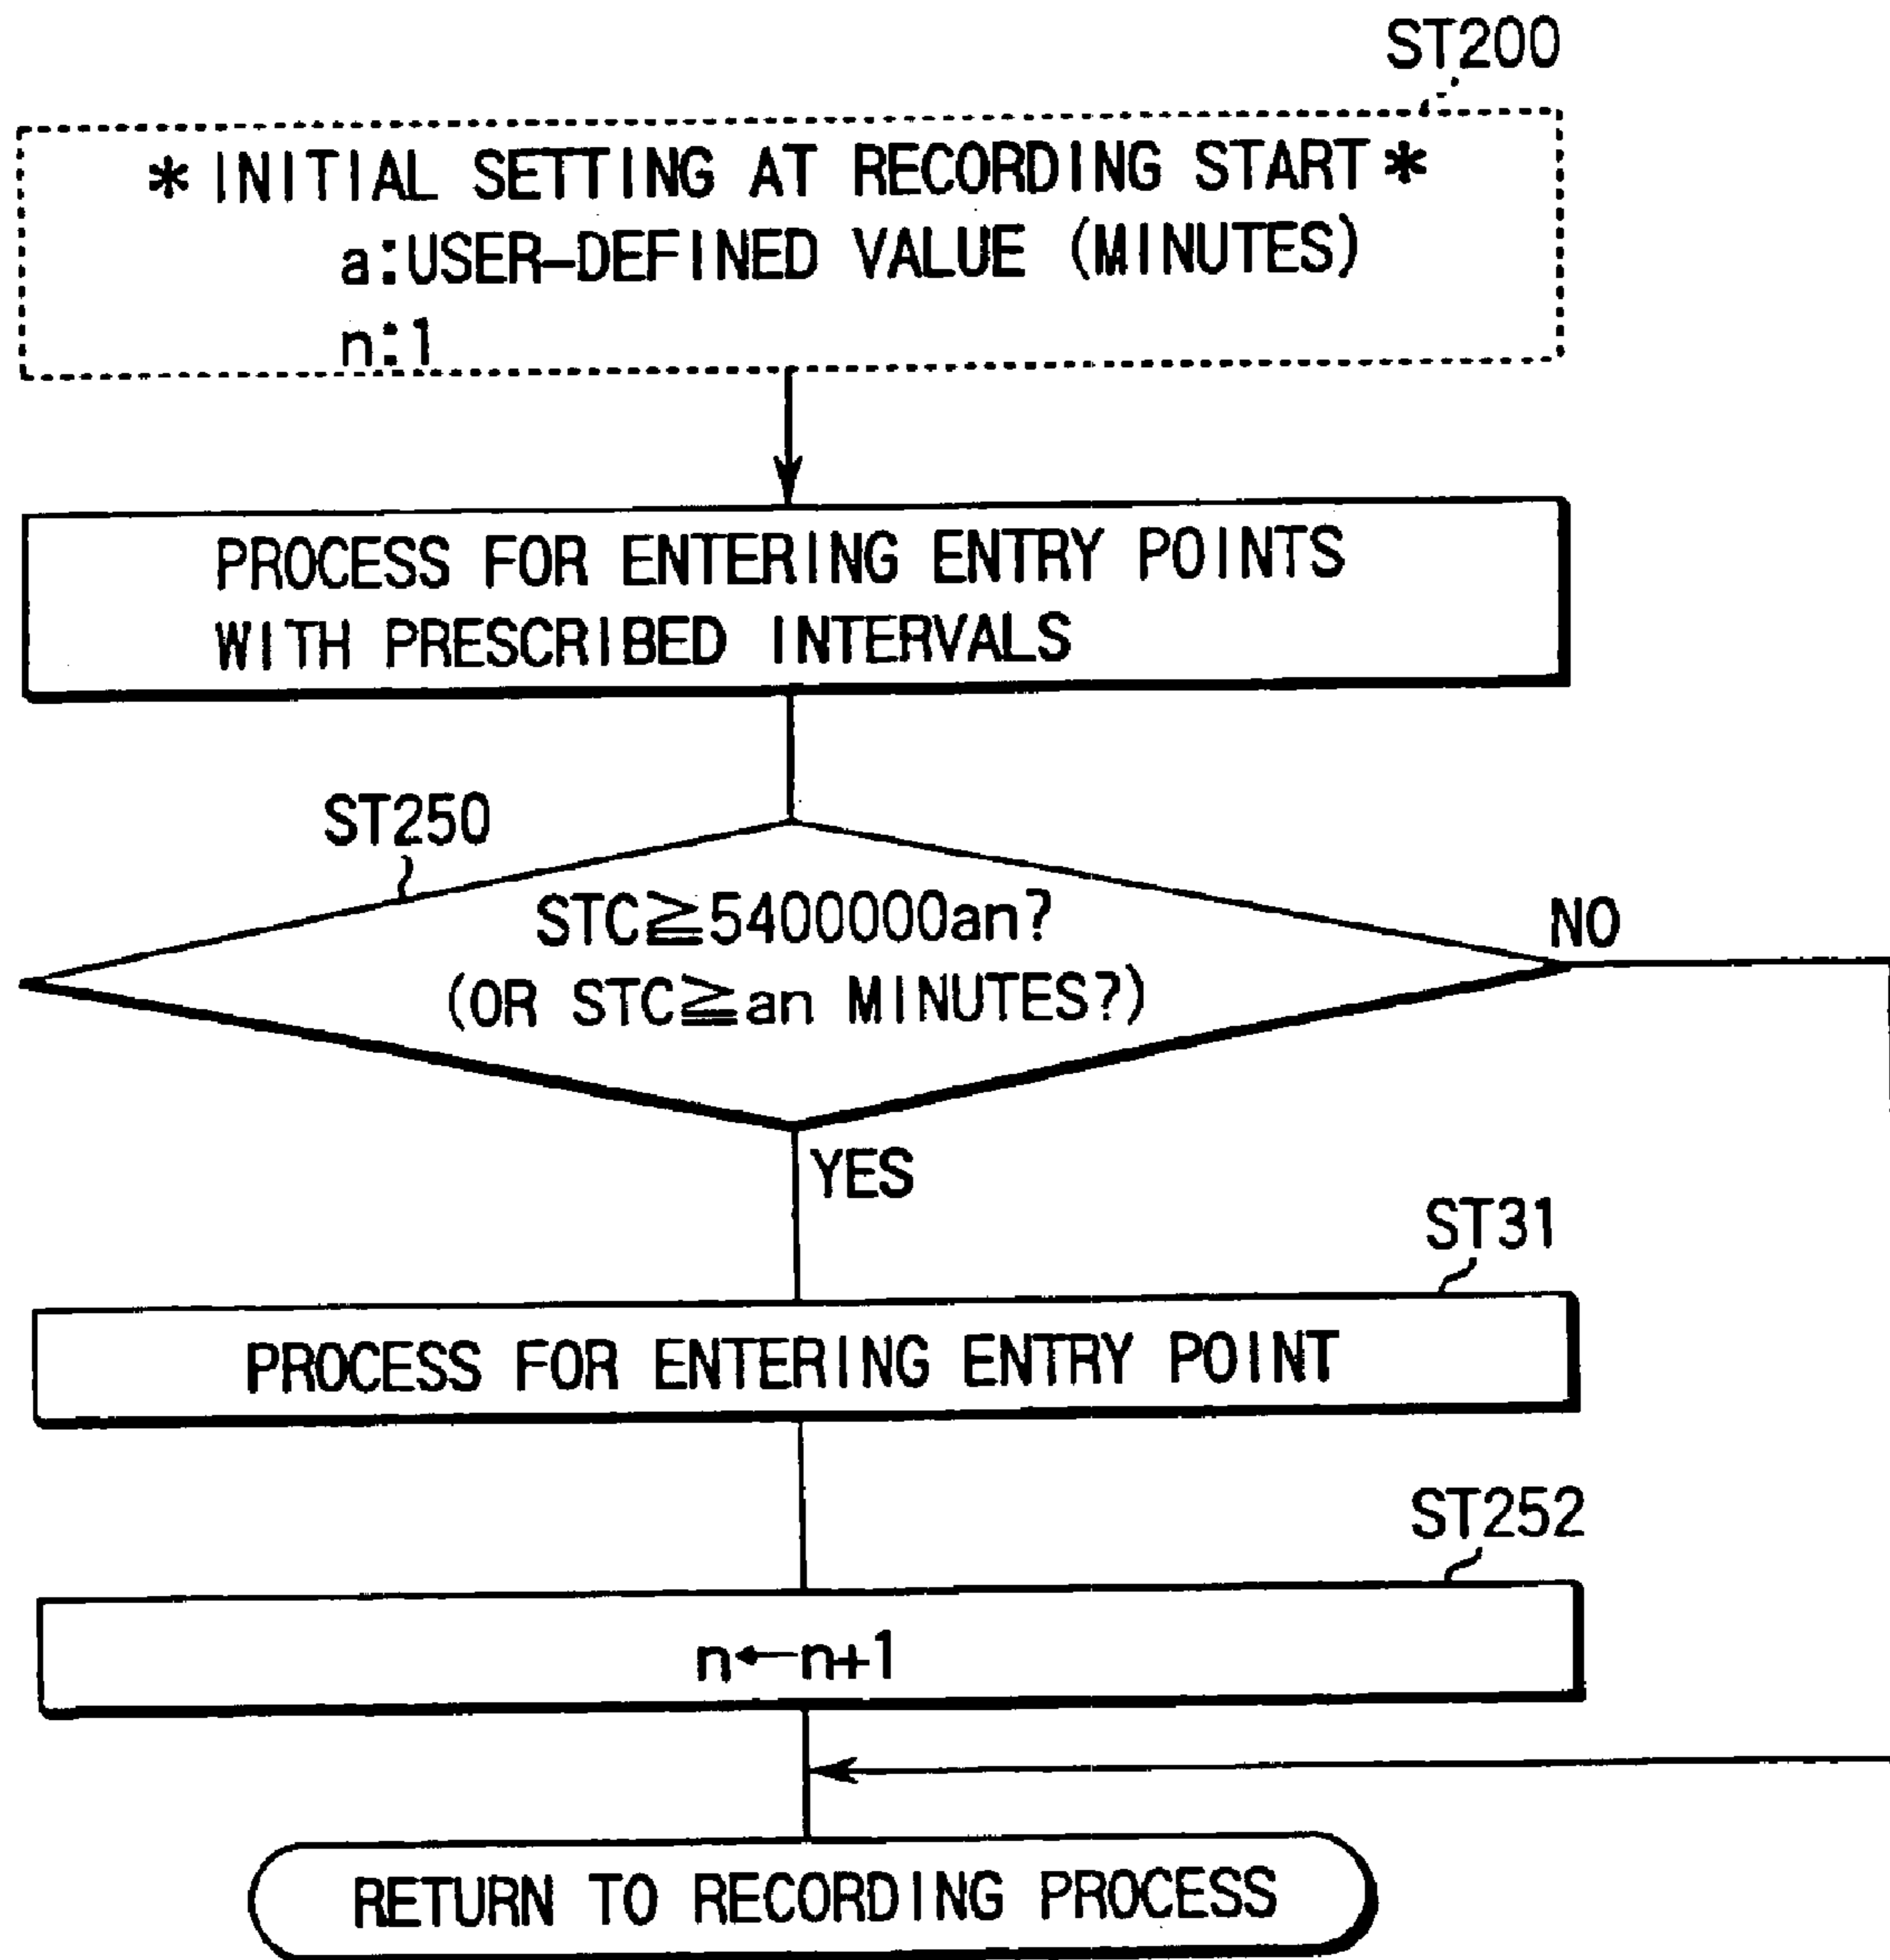 ST200
*INITIAL SETTING AT RECORDING START*
a:USER-DEFINED VALUE (MINUTES)
n:1
PROCESS FOR ENTERING ENTRY POINTS
WITH PRESCRIBED INTERVALS
ST250
STC≧5400000an?
(OR STC≧an MINUTES?)
NO
YES
ST31
PROCESS FOR ENTERING ENTRY POINT
ST252
n←n+1
RETURN TO RECORDING PROCESS